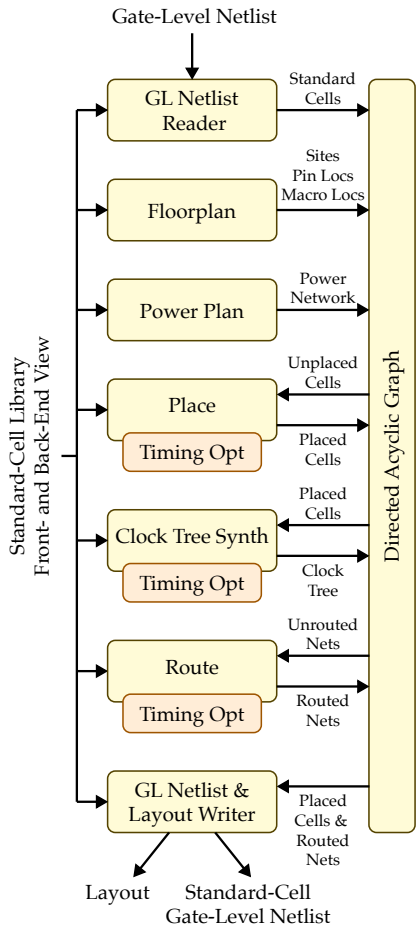 Gate-Level Netlist
GL Netlist
Reader
Standard
Cells
Floorplan
Sites
Pin Locs
Macro Locs
Power Plan
Power
Network
Standard-Cell Library
Front- and Back-End View
Directed Acyclic Graph
Place
Timing Opt
Unplaced
Cells
Placed
Cells
Clock Tree Synth
Timing Opt
Placed
Cells
Clock
Tree
Route
Timing Opt
Unrouted
Nets
Routed
Nets
GL Netlist &
Layout Writer
Placed
Cells &
Routed
Nets
Layout
Standard-Cell
Gate-Level Netlist